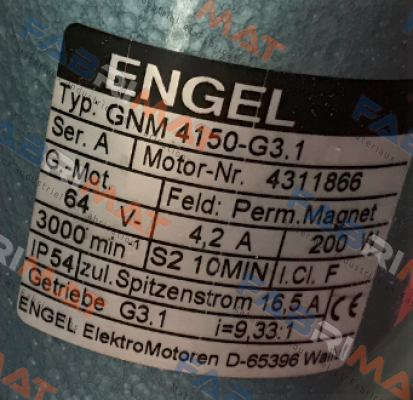 ENGEL
Typ: GNM 4150-G3.1
Ser. A Motor-Nr. 4311866
G.-Mot. Feld: Perm.Magnet
64 V- 4,2 A 200 W
3000 min⁻¹ S2 10MIN I.Cl. F
IP54 zul.Spitzenstrom 16,5 A CE
Getriebe G3.1 i=9,33:1
ENGEL ElektroMotoren D-65396
FABRIMAT